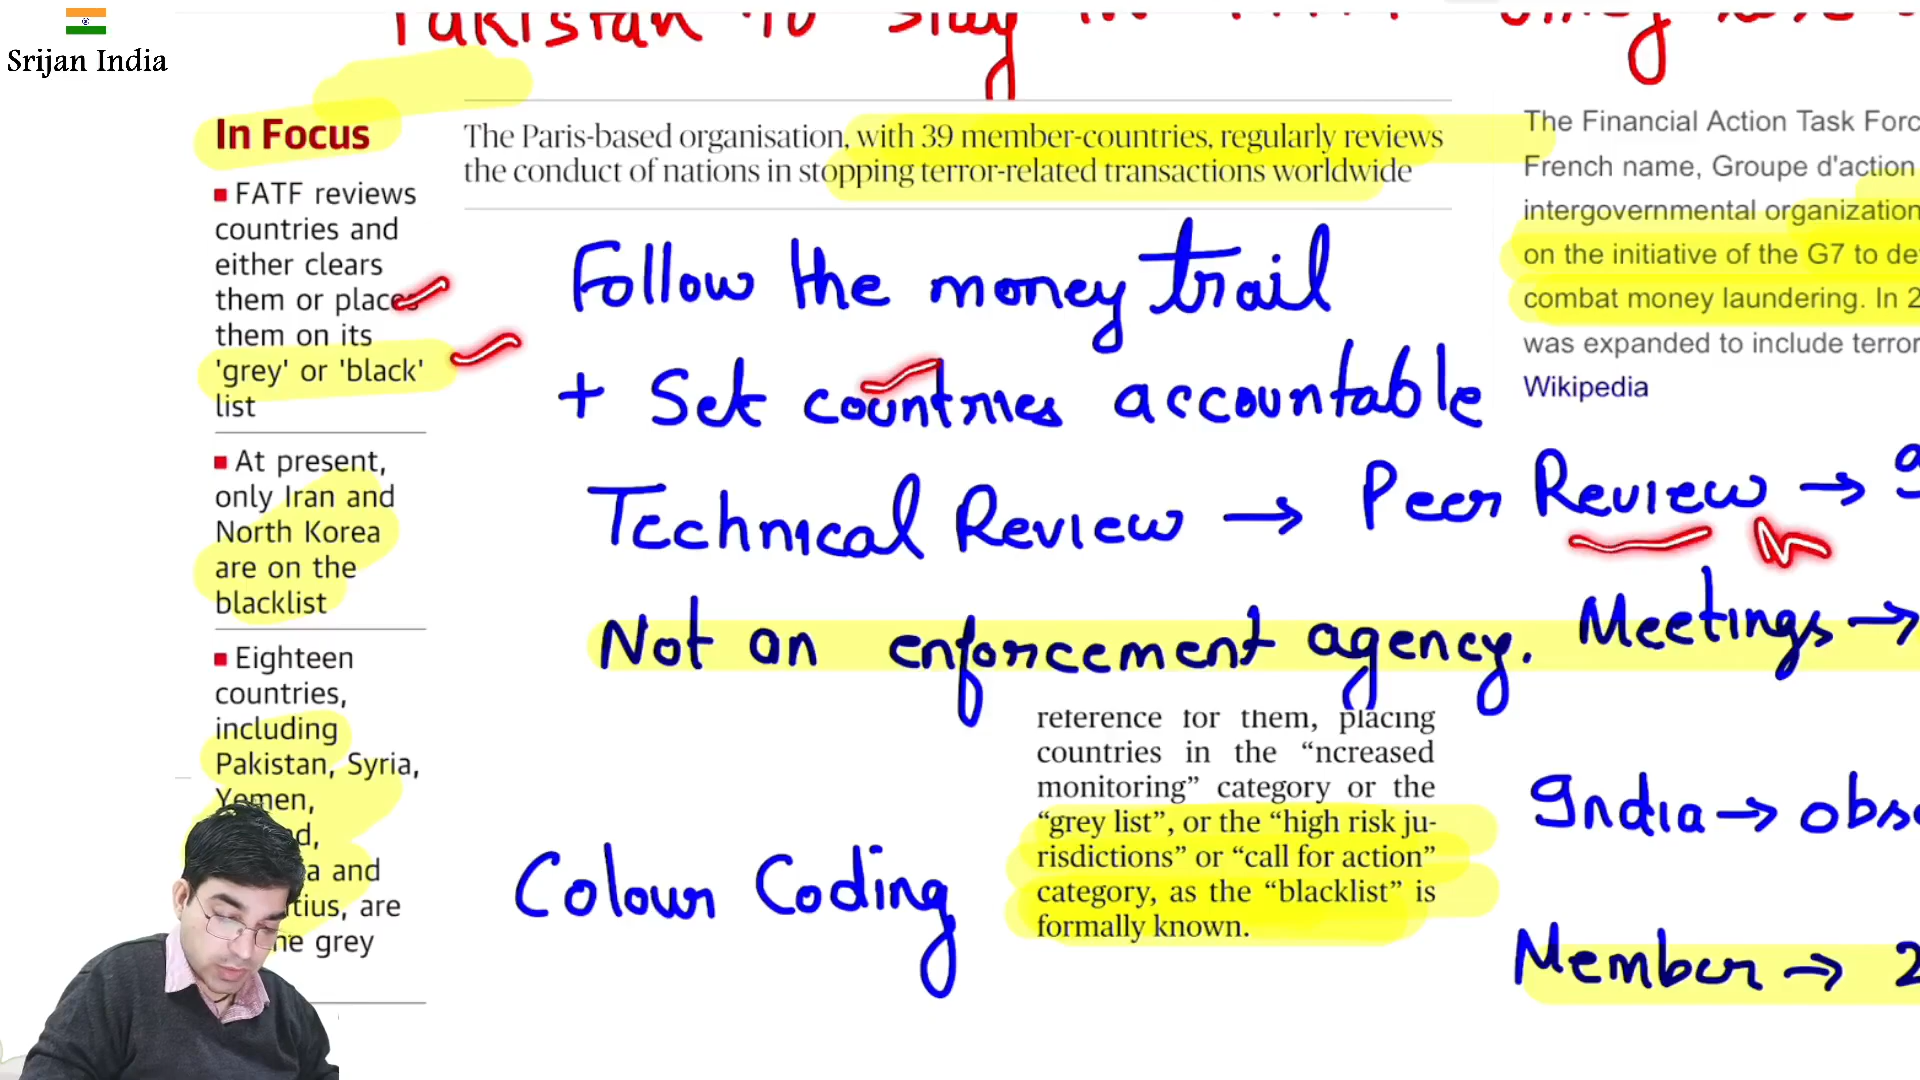 Srijan India
Pakistan to stay in
In Focus
■ FATF reviews
countries and
either clears
them or places
them on its
'grey' or 'black'
list
■ At present,
only Iran and
North Korea
are on the
blacklist
■ Eighteen
countries,
including
Pakistan, Syria,
Yemen,
a and
tius, are
grey
The Paris-based organisation, with 39 member-countries, regularly reviews
the conduct of nations in stopping terror-related transactions worldwide
Follow the money trail
+ Set countries accountable
Technical Review → Peer Review →
Not an enforcement agency. Meetings →
reference for them, placing
countries in the “ncreased
monitoring” category or the
“grey list”, or the “high risk ju-
risdictions” or “call for action”
category, as the “blacklist” is
formally known.
Colour Coding
The Financial Action Task Forc
French name, Groupe d'action
intergovernmental organization
on the initiative of the G7 to de
combat money laundering. In 2
was expanded to include terror
Wikipedia
India → obs
Member → 2